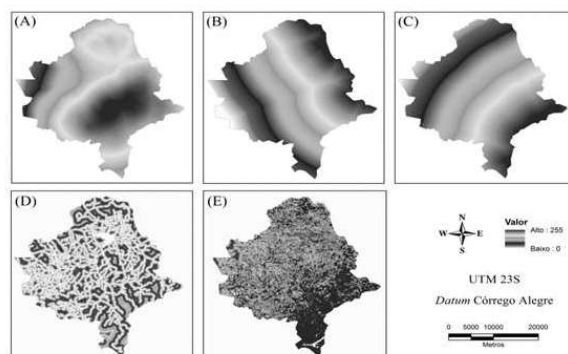 (A)
(B)
(C)
(D)
(E)
N
W E
S
Valor
Alto : 255
Baixo : 0
UTM 23S
Datum Córrego Alegre
0 5000 10000 20000
Metros